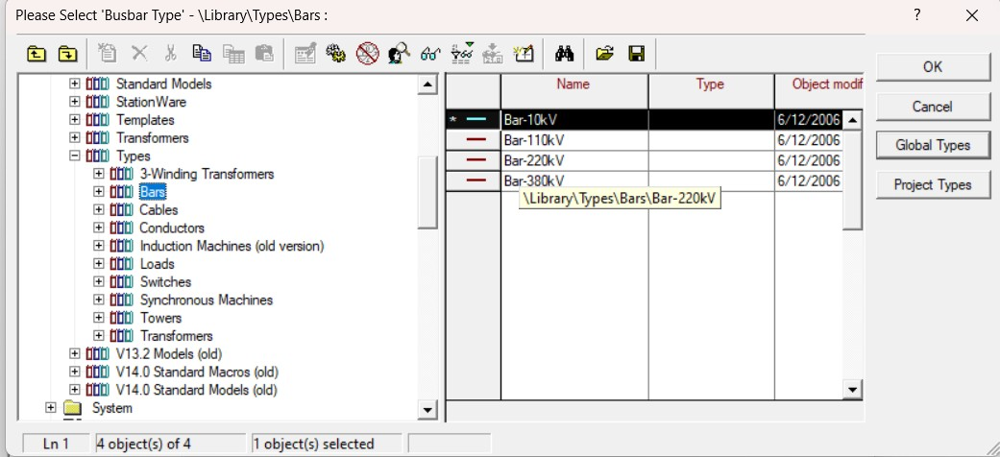 Please Select 'Busbar Type' - \Library\Types\Bars :
?
Standard Models
StationWare
Templates
Transformers
Types
3-Winding Transformers
Bars
Cables
Conductors
Induction Machines (old version)
Loads
Switches
Synchronous Machines
Towers
Transformers
V13.2 Models (old)
V14.0 Standard Macros (old)
V14.0 Standard Models (old)
System
Name Type Object modif
* Bar-10kV 6/12/2006
Bar-110kV 6/12/2006
Bar-220kV 6/12/2006
Bar-380kV 6/12/2006
\Library\Types\Bars\Bar-220kV
OK
Cancel
Global Types
Project Types
Ln 1 4 object(s) of 4 1 object(s) selected